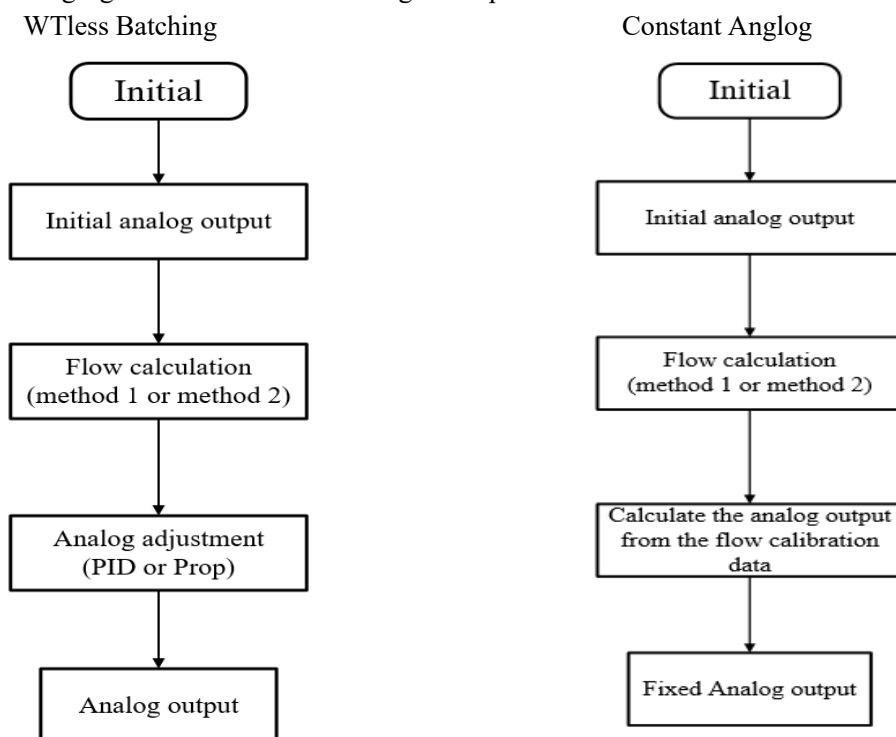 WTless Batching
Initial
Initial analog output
Flow calculation
(method 1 or method 2)
Analog adjustment
(PID or Prop)
Analog output
Constant Anglog
Initial
Initial analog output
Flow calculation
(method 1 or method 2)
Calculate the analog output
from the flow calibration
data
Fixed Analog output